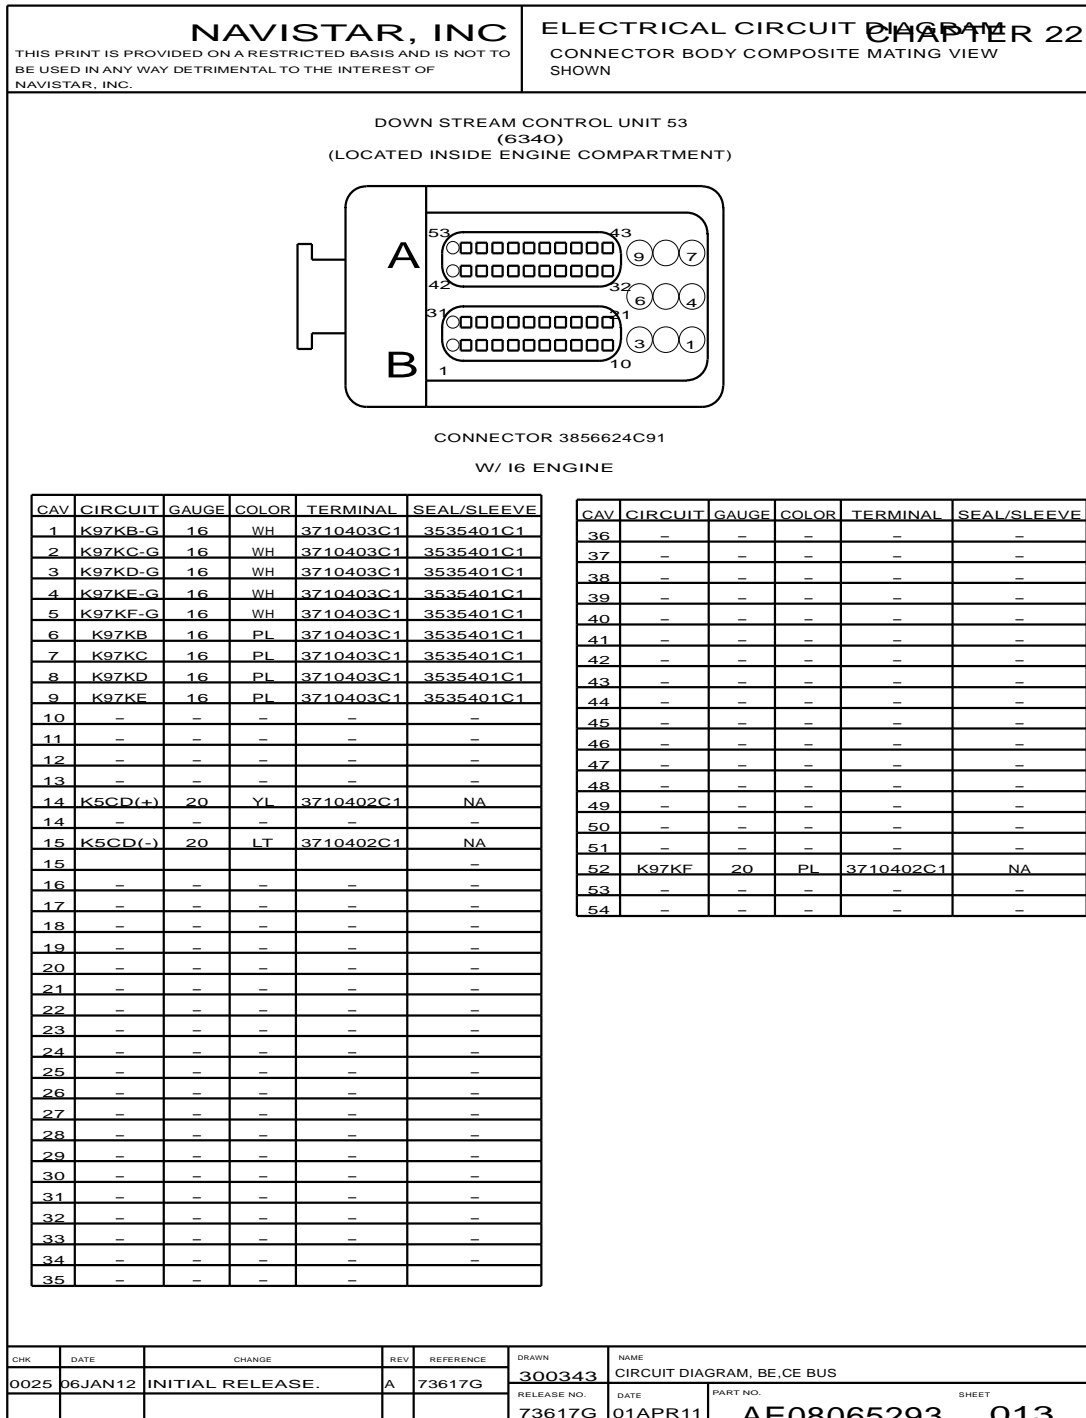 NAVISTAR, INC
THIS PRINT IS PROVIDED ON A RESTRICTED BASIS AND IS NOT TO
BE USED IN ANY WAY DETRIMENTAL TO THE INTEREST OF
NAVISTAR, INC.
ELECTRICAL CIRCUIT DIAGRAM
CHAPTER 22
CONNECTOR BODY COMPOSITE MATING VIEW
SHOWN
DOWN STREAM CONTROL UNIT 53
(6340)
(LOCATED INSIDE ENGINE COMPARTMENT)
53 43
A 9 7
42 32
6 4
31 21
3 1
B 1 10
CONNECTOR 3856624C91
W/ I6 ENGINE
CAV CIRCUIT GAUGE COLOR TERMINAL SEAL/SLEEVE
1 K97KB-G 16 WH 3710403C1 3535401C1
2 K97KC-G 16 WH 3710403C1 3535401C1
3 K97KD-G 16 WH 3710403C1 3535401C1
4 K97KE-G 16 WH 3710403C1 3535401C1
5 K97KF-G 16 WH 3710403C1 3535401C1
6 K97KB 16 PL 3710403C1 3535401C1
7 K97KC 16 PL 3710403C1 3535401C1
8 K97KD 16 PL 3710403C1 3535401C1
9 K97KE 16 PL 3710403C1 3535401C1
10 – – – – –
11 – – – – –
12 – – – – –
13 – – – – –
14 K5CD(+) 20 YL 3710402C1 NA
14 – – – – –
15 K5CD(-) 20 LT 3710402C1 NA
15 –
16 – – – – –
17 – – – – –
18 – – – – –
19 – – – – –
20 – – – – –
21 – – – – –
22 – – – – –
23 – – – – –
24 – – – – –
25 – – – – –
26 – – – – –
27 – – – – –
28 – – – – –
29 – – – – –
30 – – – – –
31 – – – – –
32 – – – – –
33 – – – – –
34 – – – – –
35 – – – –
CAV CIRCUIT GAUGE COLOR TERMINAL SEAL/SLEEVE
36 – – – – –
37 – – – – –
38 – – – – –
39 – – – – –
40 – – – – –
41 – – – – –
42 – – – – –
43 – – – – –
44 – – – – –
45 – – – – –
46 – – – – –
47 – – – – –
48 – – – – –
49 – – – – –
50 – – – – –
51 – – – – –
52 K97KF 20 PL 3710402C1 NA
53 – – – – –
54 – – – – –
CHK DATE CHANGE REV REFERENCE
0025 06JAN12 INITIAL RELEASE. A 73617G
DRAWN NAME
300343 CIRCUIT DIAGRAM, BE,CE BUS
RELEASE NO. DATE PART NO. SHEET
73617G 01APR11 AE08065293 013